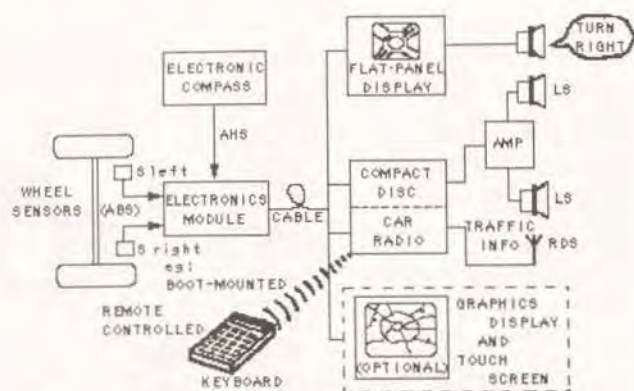 TURN
RIGHT
FLAT-PANEL
DISPLAY
ELECTRONIC
COMPASS
LS
AHS
AMP
COMPACT
DISC
S left
WHEEL
SENSORS
(ABS)
ELECTRONICS
MODULE
CABLE
CAR
RADIO
LS
TRAFFIC
INFO
RDS
S right
eg:
BOOT-MOUNTED
REMOTE
CONTROLLED
KEYBOARD
(OPTIONAL)
GRAPHICS
DISPLAY
AND
TOUCH
SCREEN